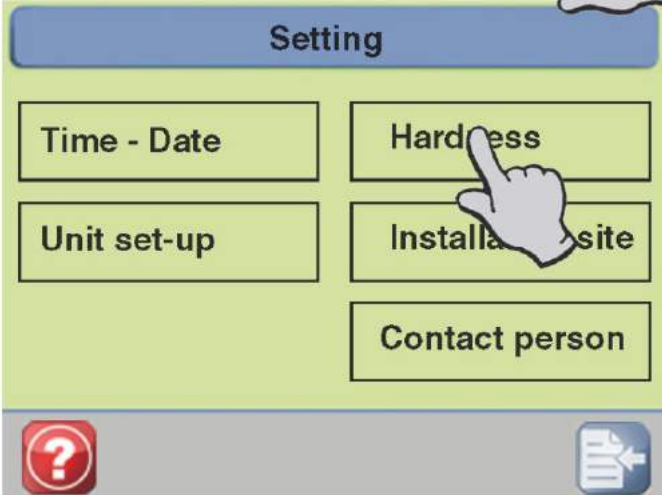 Setting
Time - Date
Hardness
Unit set-up
site
Contact person
?